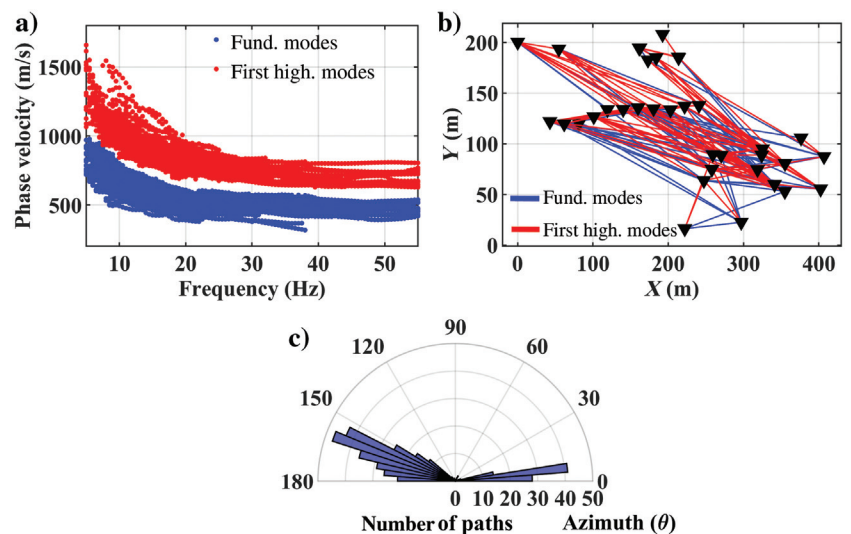 a)
Fund. modes
First high. modes
1500
1000
500
Phase velocity (m/s)
10 20 30 40 50
Frequency (Hz)
b)
200
150
100
50
0
Y (m)
Fund. modes
First high. modes
0 100 200 300 400
X (m)
c)
90
120 60
150 30
180 0
0 10 20 30 40 50
Number of paths Azimuth (θ)